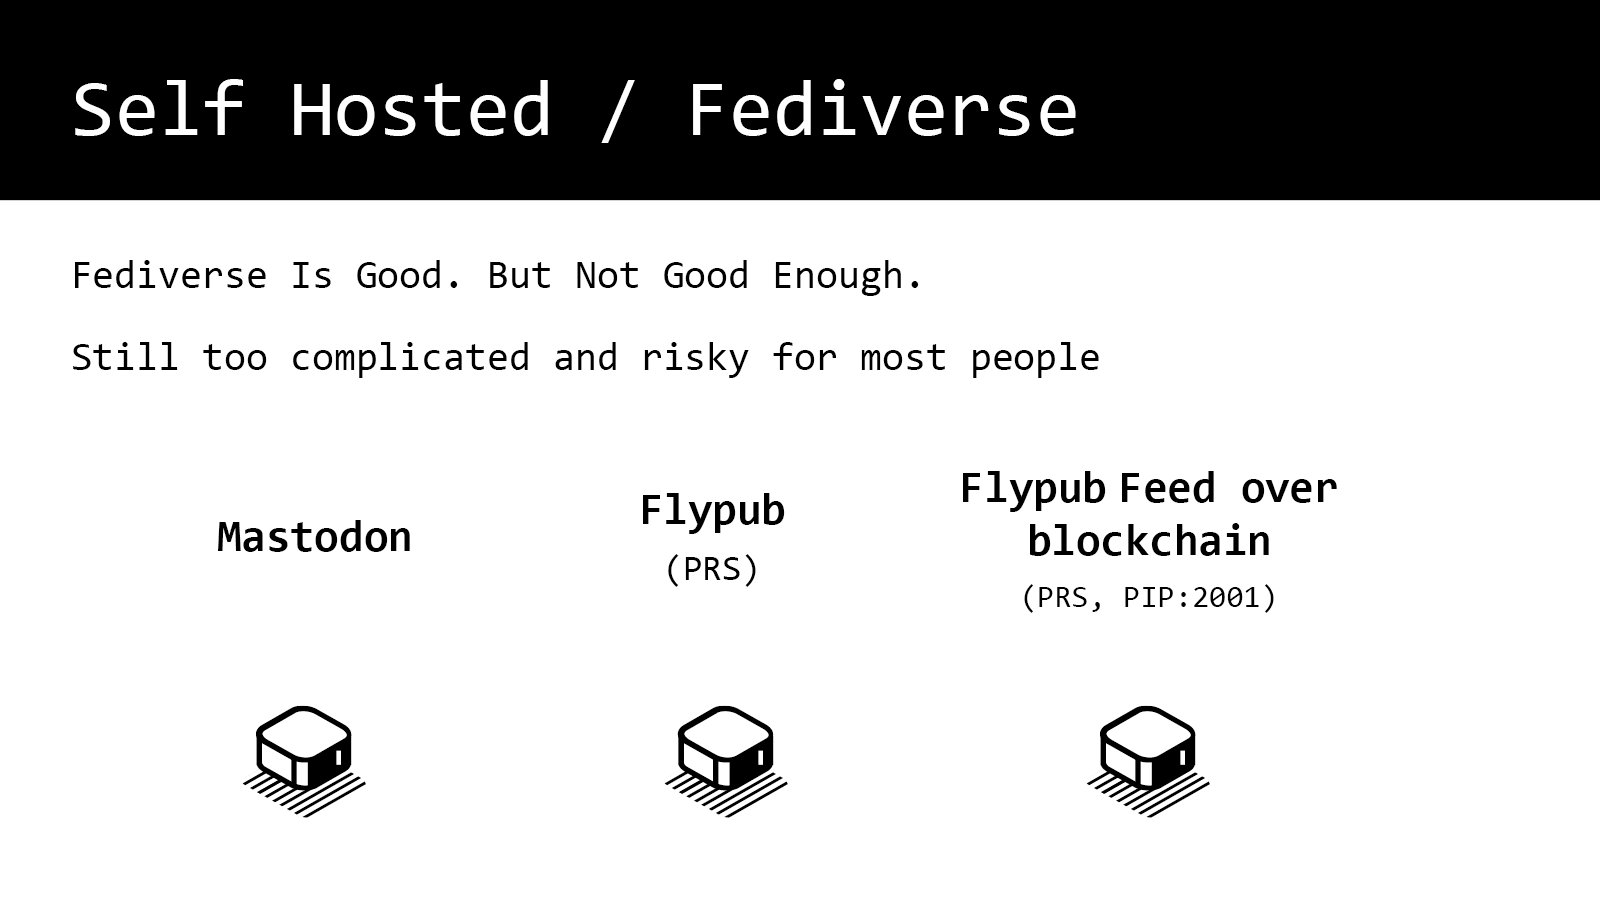 Self Hosted / Fediverse
Fediverse Is Good. But Not Good Enough.
Still too complicated and risky for most people
Mastodon
Flypub
(PRS)
Flypub Feed over
blockchain
(PRS, PIP:2001)